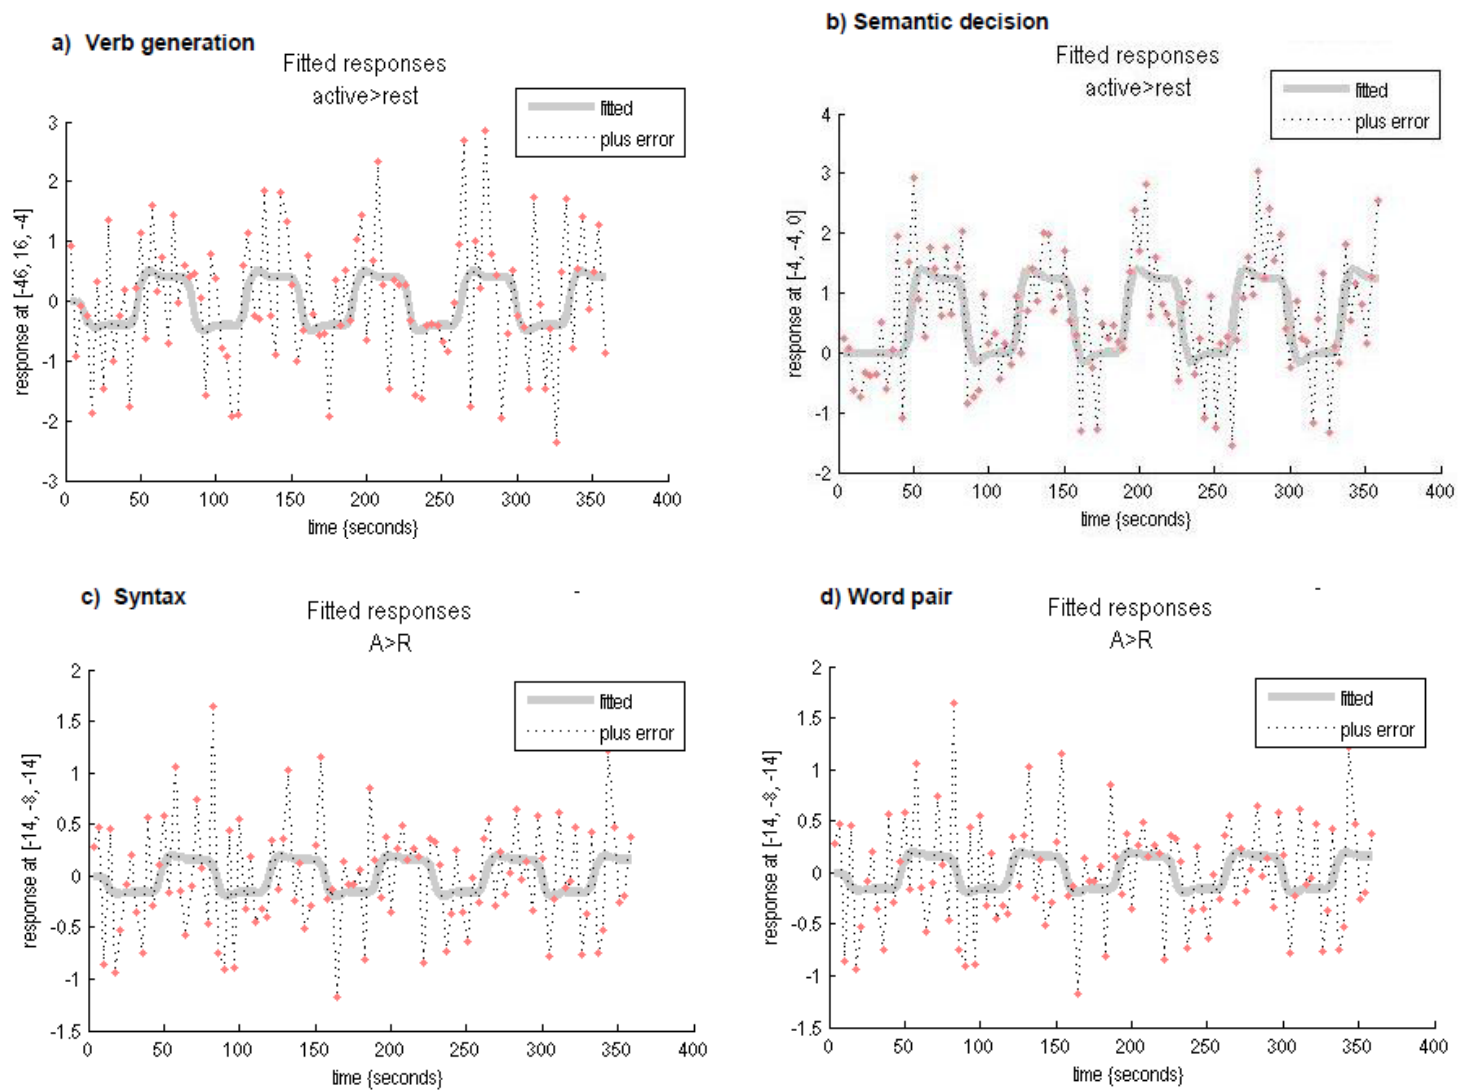 a) Verb generation
Fitted responses
active>rest
fitted
plus error
3
2
1
0
-1
-2
-3
response at [-46, 16, -4]
0 50 100 150 200 250 300 350 400
time {seconds}
b) Semantic decision
Fitted responses
active>rest
fitted
plus error
4
3
2
1
0
-1
-2
response at [-4, -4, 0]
0 50 100 150 200 250 300 350 400
time {seconds}
c) Syntax
Fitted responses
A>R
fitted
plus error
2
1.5
1
0.5
0
-0.5
-1
-1.5
response at [-14, -8, -14]
0 50 100 150 200 250 300 350 400
time {seconds}
d) Word pair
Fitted responses
A>R
fitted
plus error
2
1.5
1
0.5
0
-0.5
-1
-1.5
response at [-14, -8, -14]
0 50 100 150 200 250 300 350 400
time {seconds}